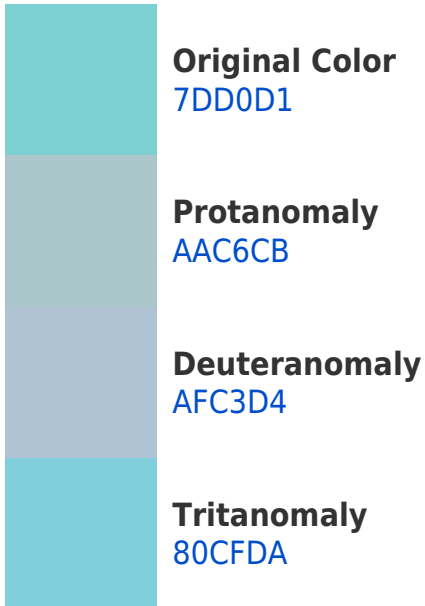 Original Color
7DD0D1
Protanomaly
AAC6CB
Deuteranomaly
AFC3D4
Tritanomaly
80CFDA